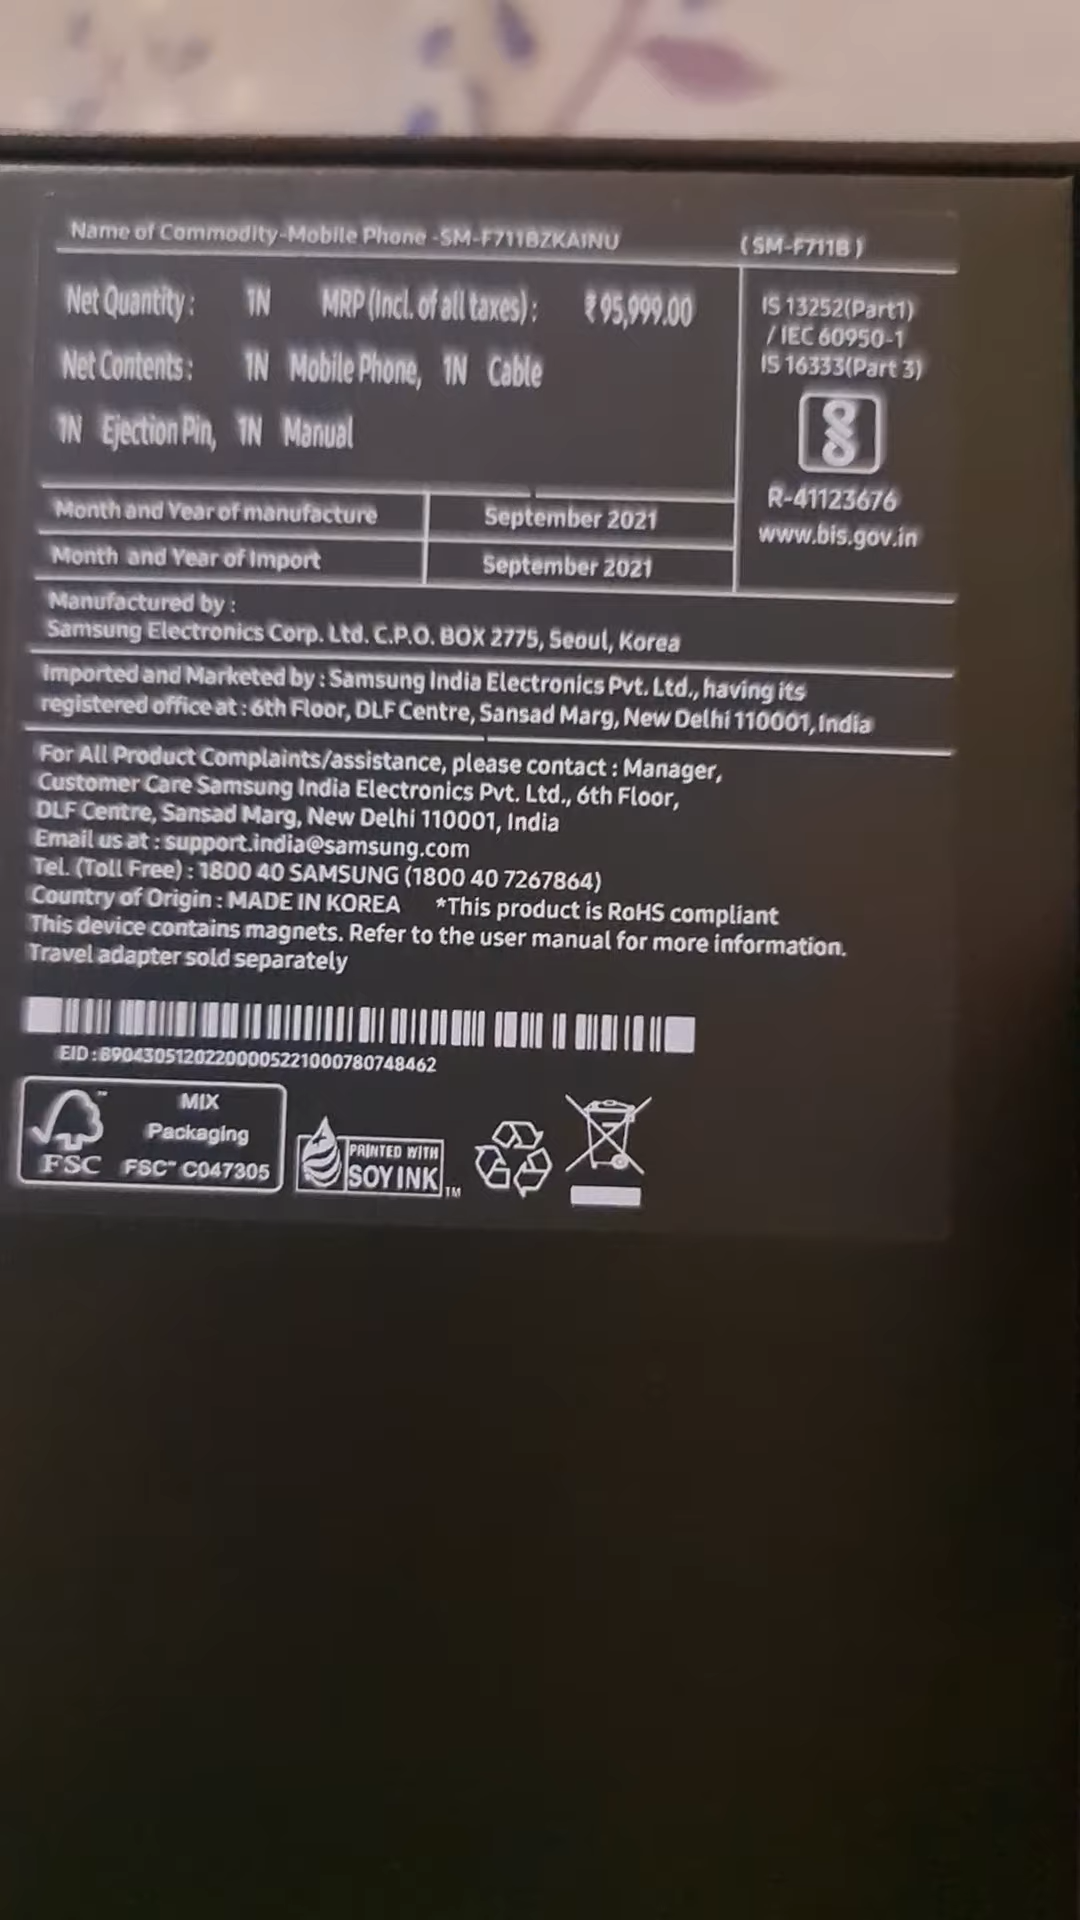 Name of Commodity-Mobile Phone -SM-F711BZKAINU (SM-F711B)
Net Quantity: 1N MRP (Incl. of all taxes): ₹95,999.00
Net Contents: 1N Mobile Phone, 1N Cable
1N Ejection Pin, 1N Manual
IS 13252(Part1)
/ IEC 60950-1
IS 16333(Part 3)
R-41123676
www.bis.gov.in
Month and Year of manufacture September 2021
Month and Year of Import September 2021
Manufactured by:
Samsung Electronics Corp. Ltd. C.P.O. BOX 2775, Seoul, Korea
Imported and Marketed by : Samsung India Electronics Pvt. Ltd., having its
registered office at : 6th Floor, DLF Centre, Sansad Marg, New Delhi 110001, India
For All Product Complaints/assistance, please contact : Manager,
Customer Care Samsung India Electronics Pvt. Ltd., 6th Floor,
DLF Centre, Sansad Marg, New Delhi 110001, India
Email us at : support.india@samsung.com
Tel. (Toll Free) : 1800 40 SAMSUNG (1800 40 7267864)
Country of Origin : MADE IN KOREA *This product is RoHS compliant
This device contains magnets. Refer to the user manual for more information.
Travel adapter sold separately
EID : 89043051202200005221000780748462
MIX
Packaging
FSC FSC™ C047305
PRINTED WITH
SOY INK™